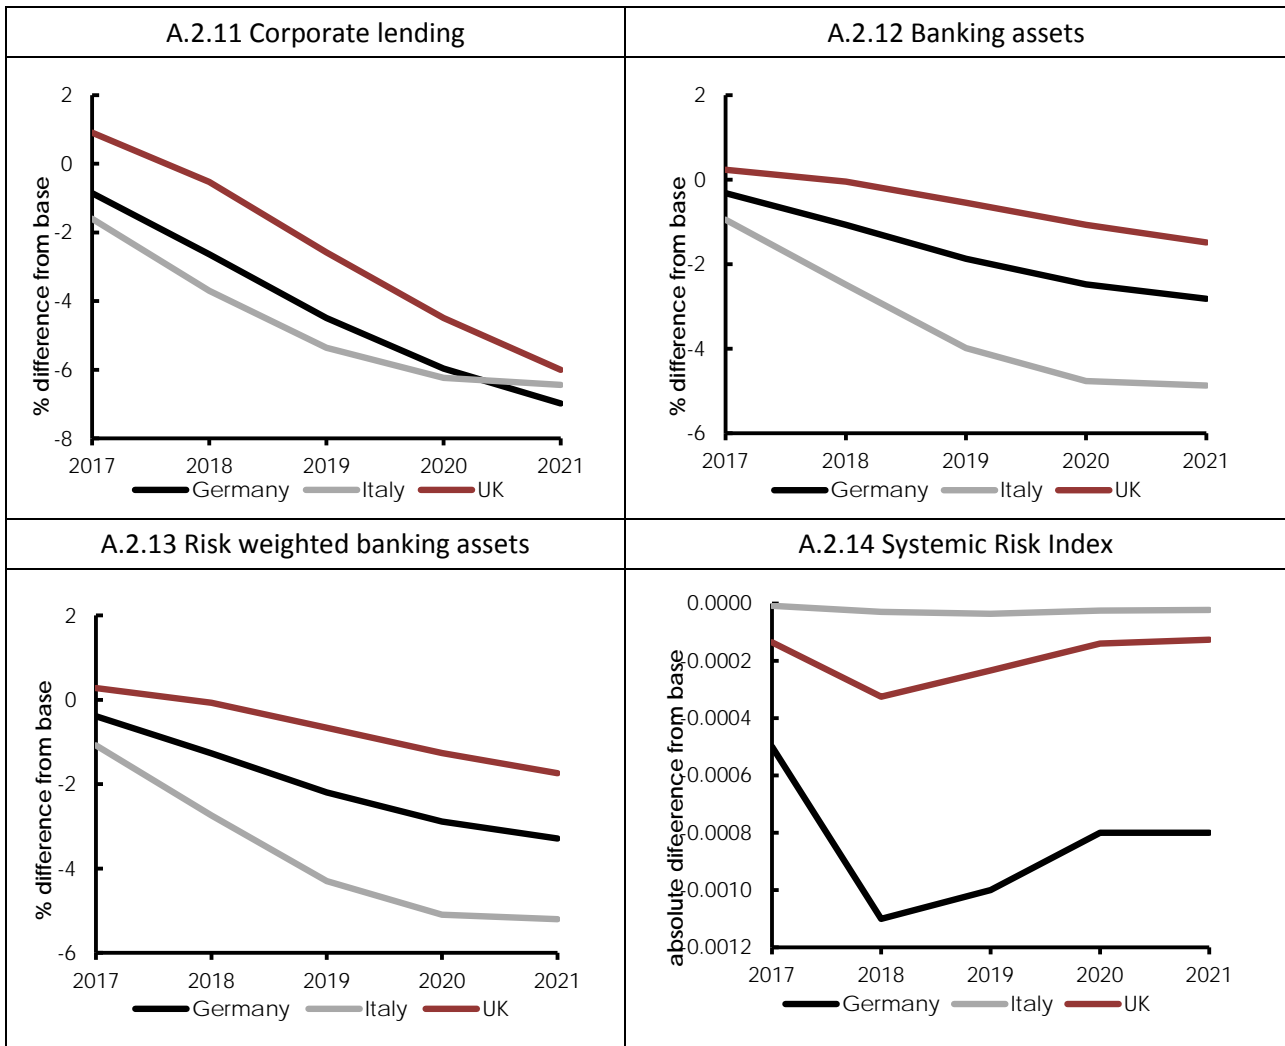 A.2.11 Corporate lending
% difference from base
2
0
-2
-4
-6
-8
2017 2018 2019 2020 2021
Germany Italy UK
A.2.12 Banking assets
% difference from base
2
0
-2
-4
-6
2017 2018 2019 2020 2021
Germany Italy UK
A.2.13 Risk weighted banking assets
% difference from base
2
0
-2
-4
-6
2017 2018 2019 2020 2021
Germany Italy UK
A.2.14 Systemic Risk Index
absolute difference from base
0.0000
-0.0002
-0.0004
-0.0006
-0.0008
-0.0010
-0.0012
2017 2018 2019 2020 2021
Germany Italy UK